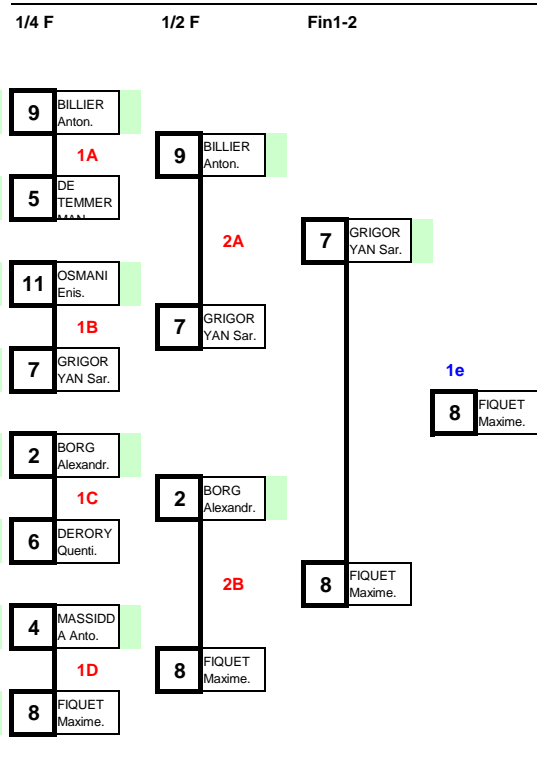 1/4 F 1/2 F Fin1-2
9 BILLIER
Anton.
1A
5 DE
TEMMER
MAN
11 OSMANI
Enis.
1B
7 GRIGOR
YAN Sar.
2 BORG
Alexandr.
1C
6 DERORY
Quenti.
4 MASSIDD
A Anto.
1D
8 FIQUET
Maxime.
9 BILLIER
Anton.
2A
7 GRIGOR
YAN Sar.
2 BORG
Alexandr.
2B
8 FIQUET
Maxime.
7 GRIGOR
YAN Sar.
8 FIQUET
Maxime.
1e
8 FIQUET
Maxime.